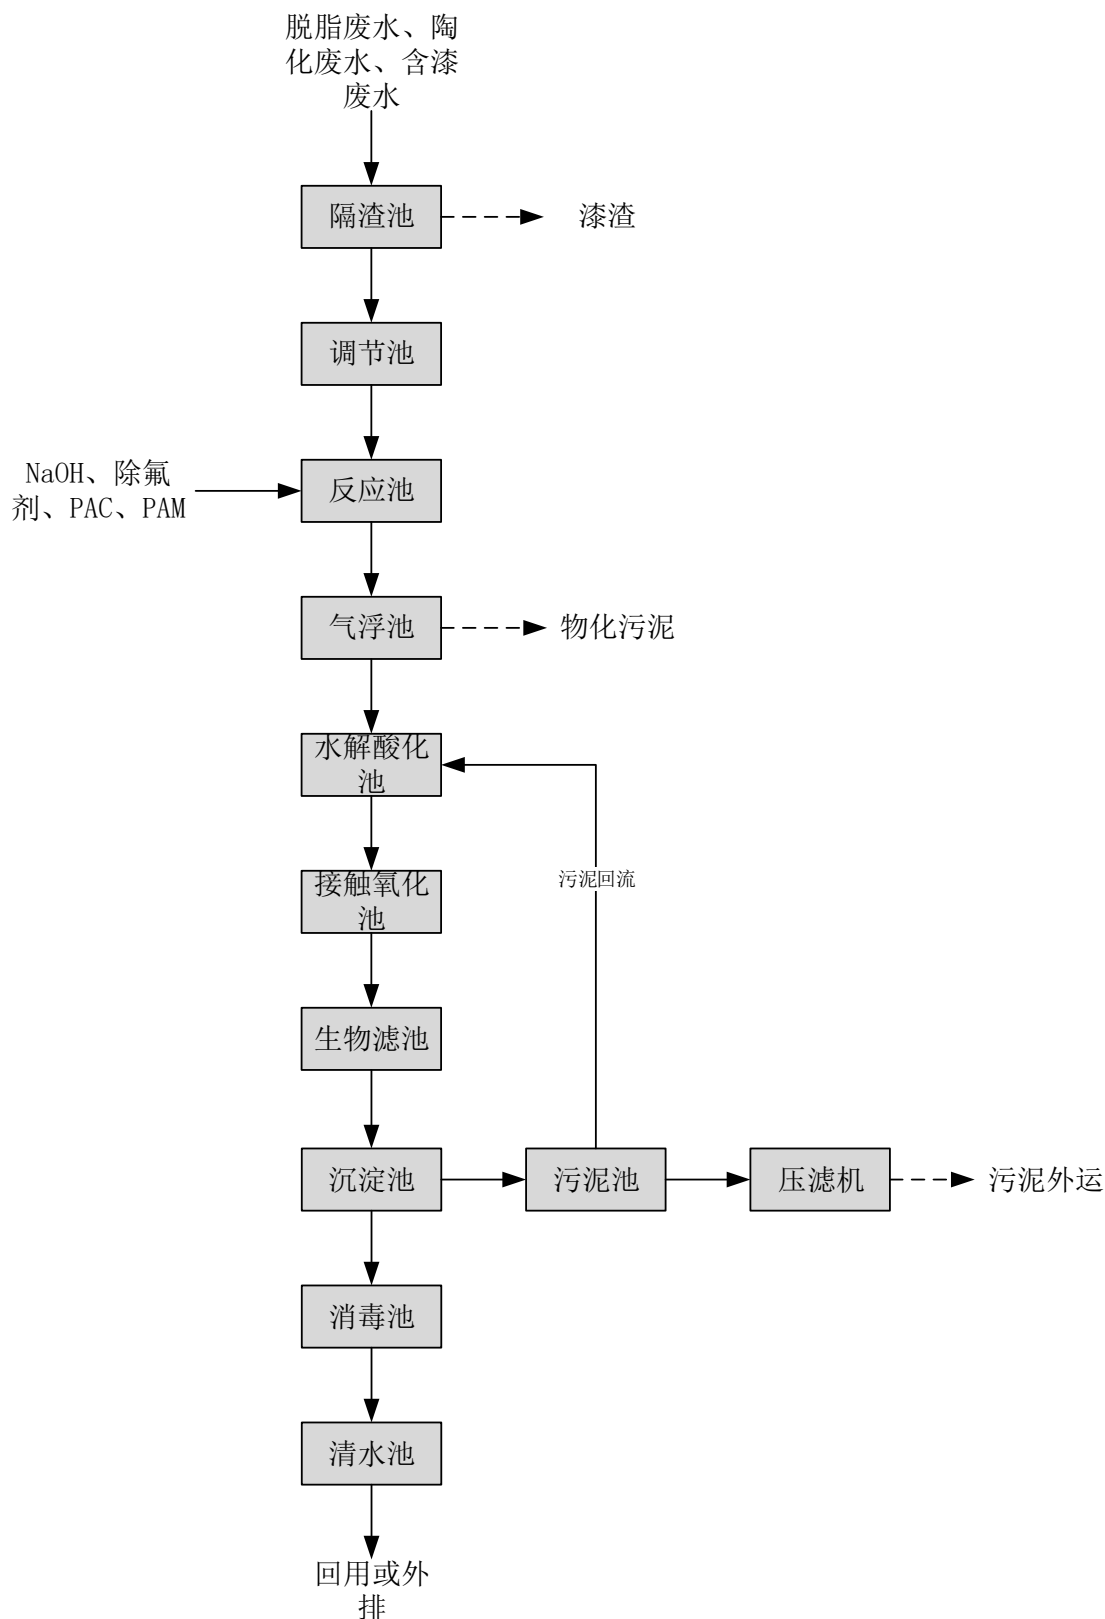 脱脂废水、陶
化废水、含漆
废水
隔渣池
漆渣
调节池
NaOH、除氟
剂、PAC、PAM
反应池
气浮池
物化污泥
水解酸化
池
接触氧化
池
污泥回流
生物滤池
沉淀池
污泥池
压滤机
污泥外运
消毒池
清水池
回用或外
排